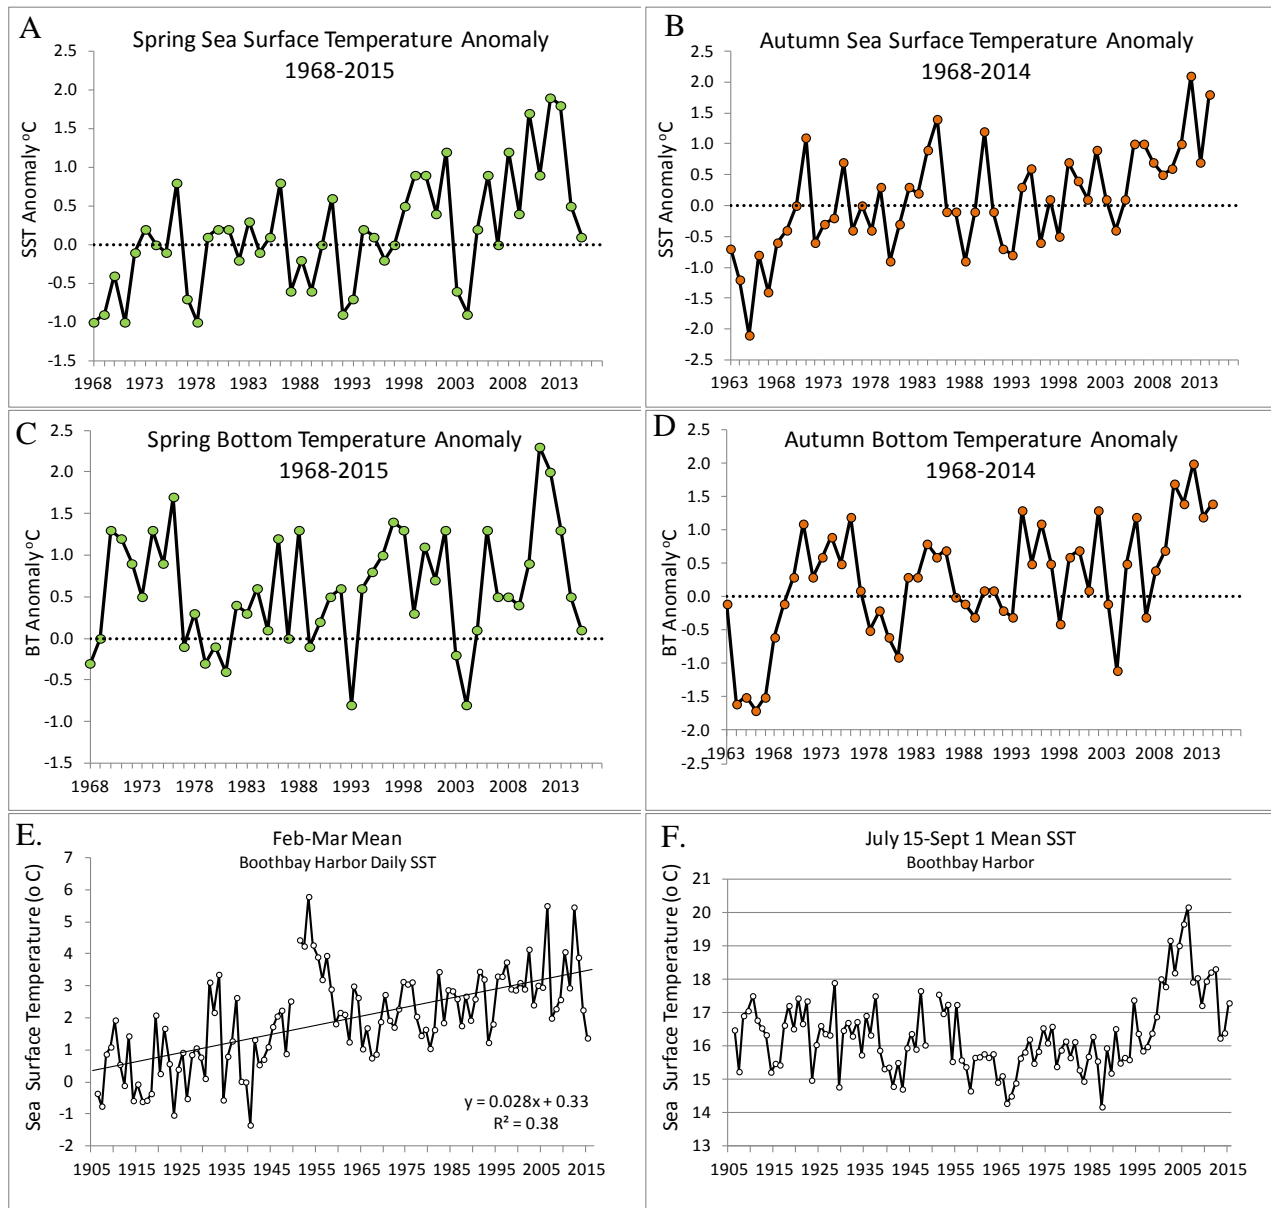 A
Spring Sea Surface Temperature Anomaly
1968-2015
SST Anomaly ºC
2.5
2.0
1.5
1.0
0.5
0.0
-0.5
-1.0
-1.5
1968 1973 1978 1983 1988 1993 1998 2003 2008 2013
B
Autumn Sea Surface Temperature Anomaly
1968-2014
SST Anomaly ºC
2.5
2.0
1.5
1.0
0.5
0.0
-0.5
-1.0
-1.5
-2.0
-2.5
1963 1968 1973 1978 1983 1988 1993 1998 2003 2008 2013
C
Spring Bottom Temperature Anomaly
1968-2015
BT Anomaly ºC
2.5
2.0
1.5
1.0
0.5
0.0
-0.5
-1.0
-1.5
1968 1973 1978 1983 1988 1993 1998 2003 2008 2013
D
Autumn Bottom Temperature Anomaly
1968-2014
BT Anomaly ºC
2.5
2.0
1.5
1.0
0.5
0.0
-0.5
-1.0
-1.5
-2.0
-2.5
1963 1968 1973 1978 1983 1988 1993 1998 2003 2008 2013
E.
Feb-Mar Mean
Boothbay Harbor Daily SST
Sea Surface Temperature (o C)
7
6
5
4
3
2
1
0
-1
-2
y = 0.028x + 0.33
R² = 0.38
1905 1915 1925 1935 1945 1955 1965 1975 1985 1995 2005 2015
F.
July 15-Sept 1 Mean SST
Boothbay Harbor
Sea Surface Temperature (o C)
21
20
19
18
17
16
15
14
13
1905 1915 1925 1935 1945 1955 1965 1975 1985 1995 2005 2015